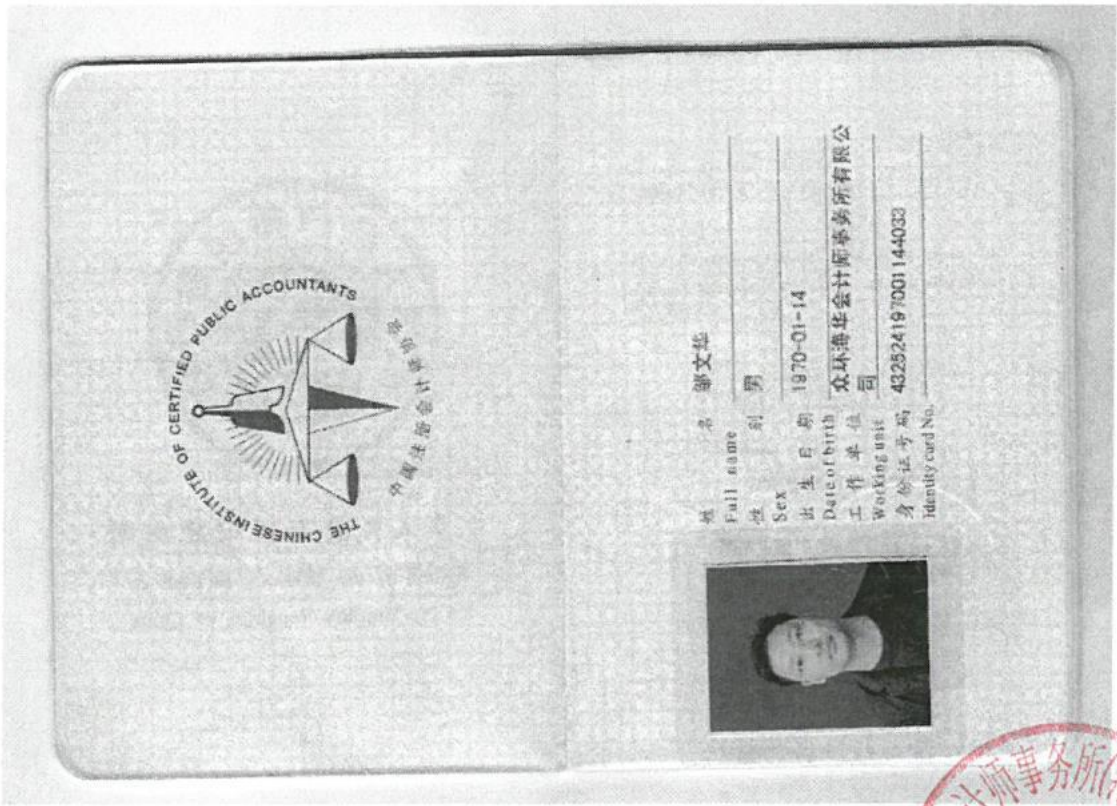 THE CHINESE INSTITUTE OF CERTIFIED PUBLIC ACCOUNTANTS
中国注册会计师协会
姓 名 邹文华
Full name
性 别 男
Sex
出 生 日 期 1970-01-14
Date of birth
工 作 单 位 众环海华会计师事务所有限公
Working unit 司
身份证号码 432524197001144033
Identity card No.
计师事务所(